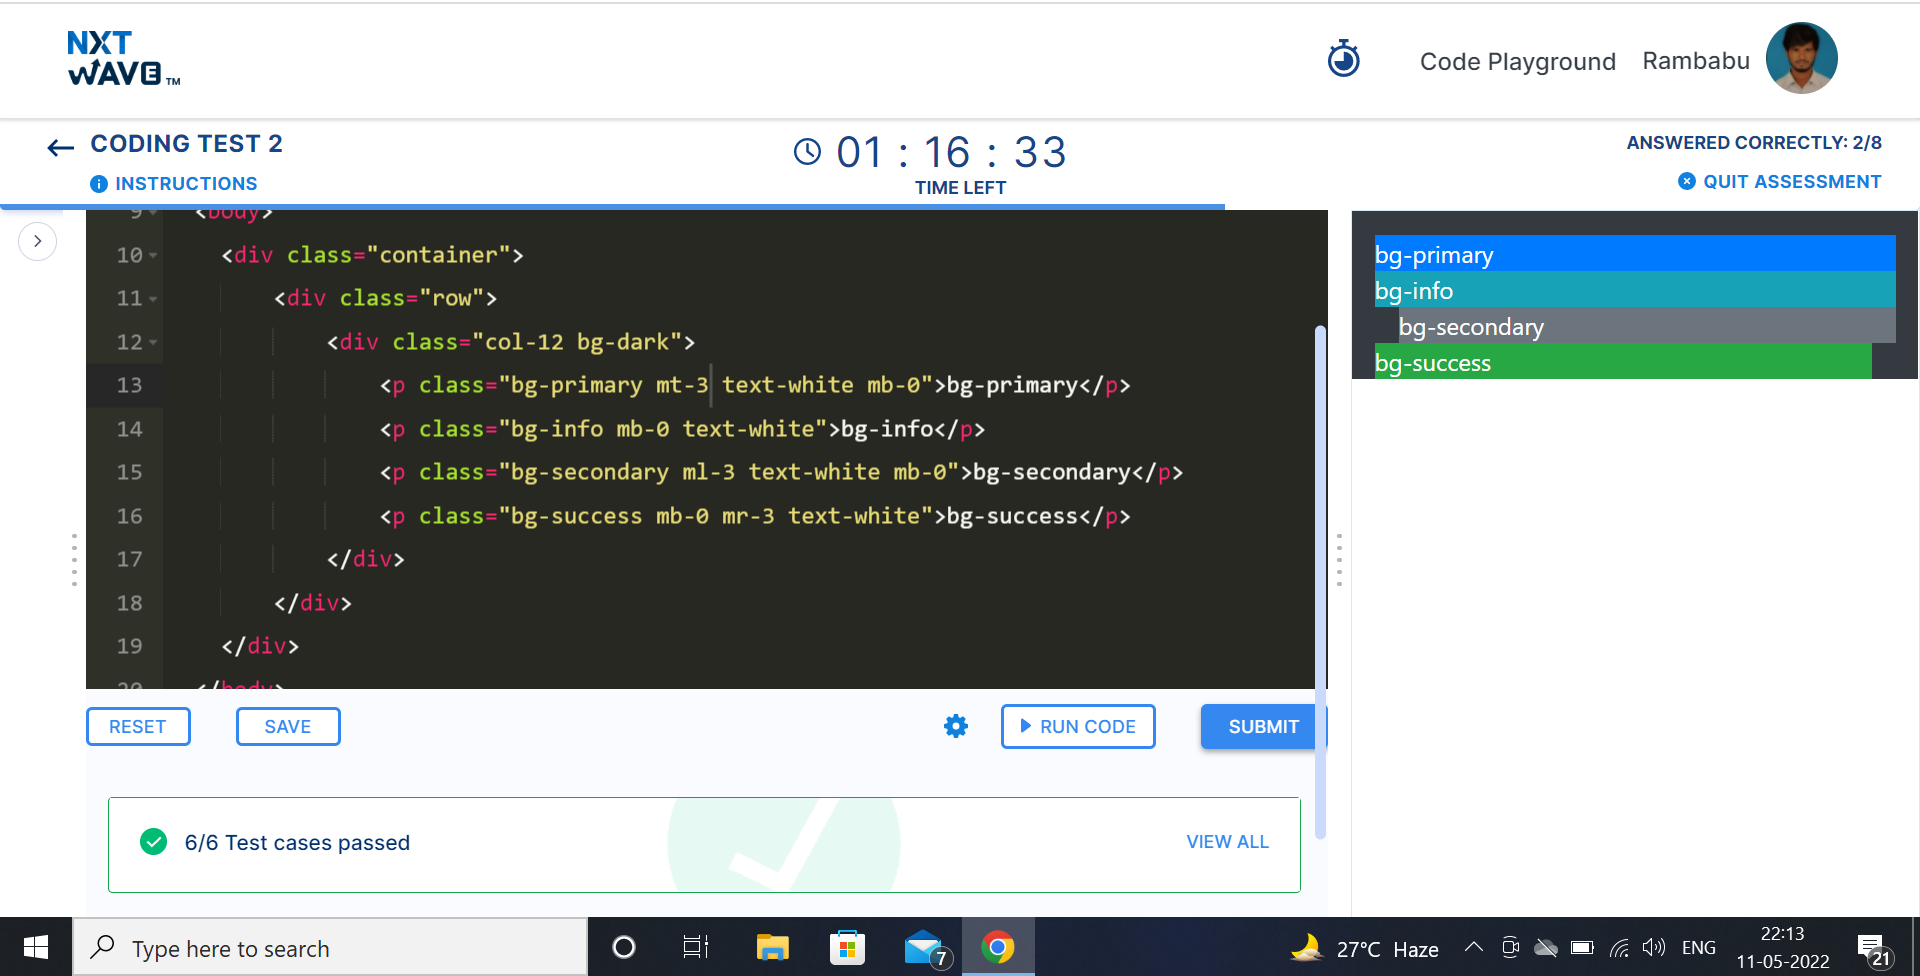 NXT
WAVE TM
Code Playground
Rambabu
CODING TEST 2
INSTRUCTIONS
01 : 16 : 33
TIME LEFT
ANSWERED CORRECTLY: 2/8
QUIT ASSESSMENT
9 <body>
10 <div class="container">
11 <div class="row">
12 <div class="col-12 bg-dark">
13 <p class="bg-primary mt-3 text-white mb-0">bg-primary</p>
14 <p class="bg-info mb-0 text-white">bg-info</p>
15 <p class="bg-secondary ml-3 text-white mb-0">bg-secondary</p>
16 <p class="bg-success mb-0 mr-3 text-white">bg-success</p>
17 </div>
18 </div>
19 </div>
20 </body>
bg-primary
bg-info
bg-secondary
bg-success
RESET
SAVE
RUN CODE
SUBMIT
6/6 Test cases passed
VIEW ALL
Type here to search
7
27°C Haze
ENG
22:13
11-05-2022
21